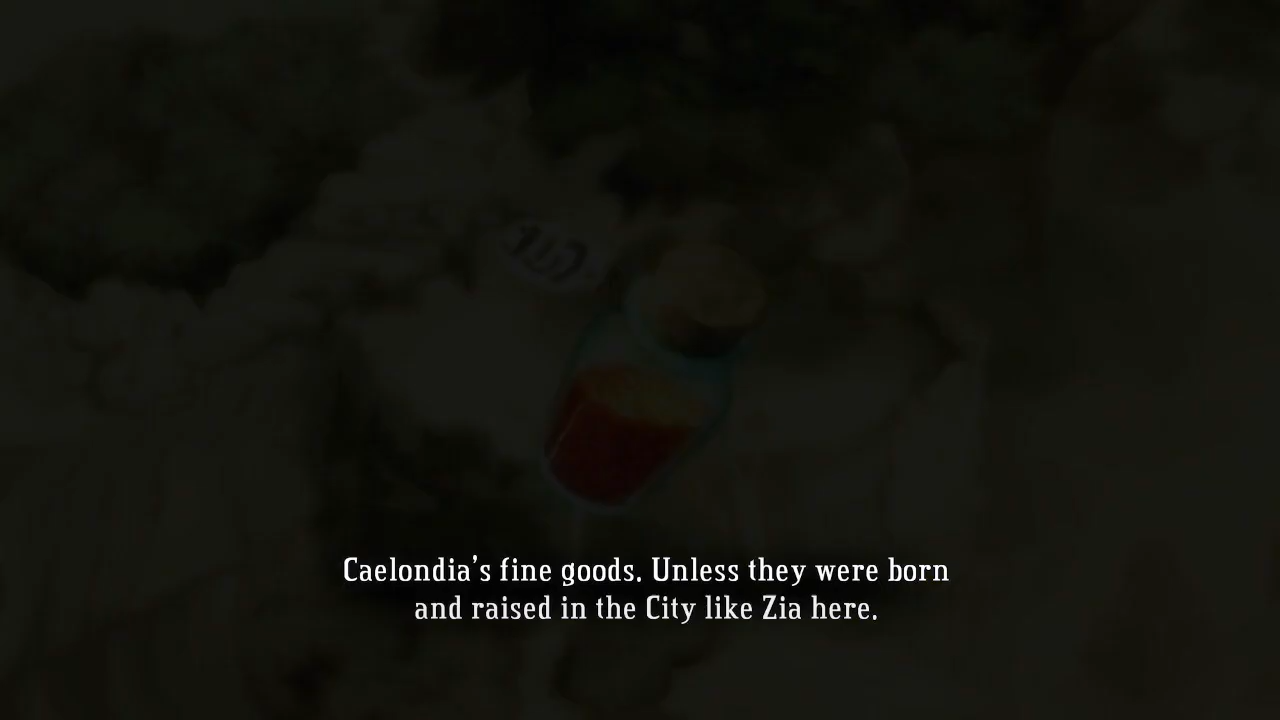 Caelondia's fine goods. Unless they were born
and raised in the City like Zia here.